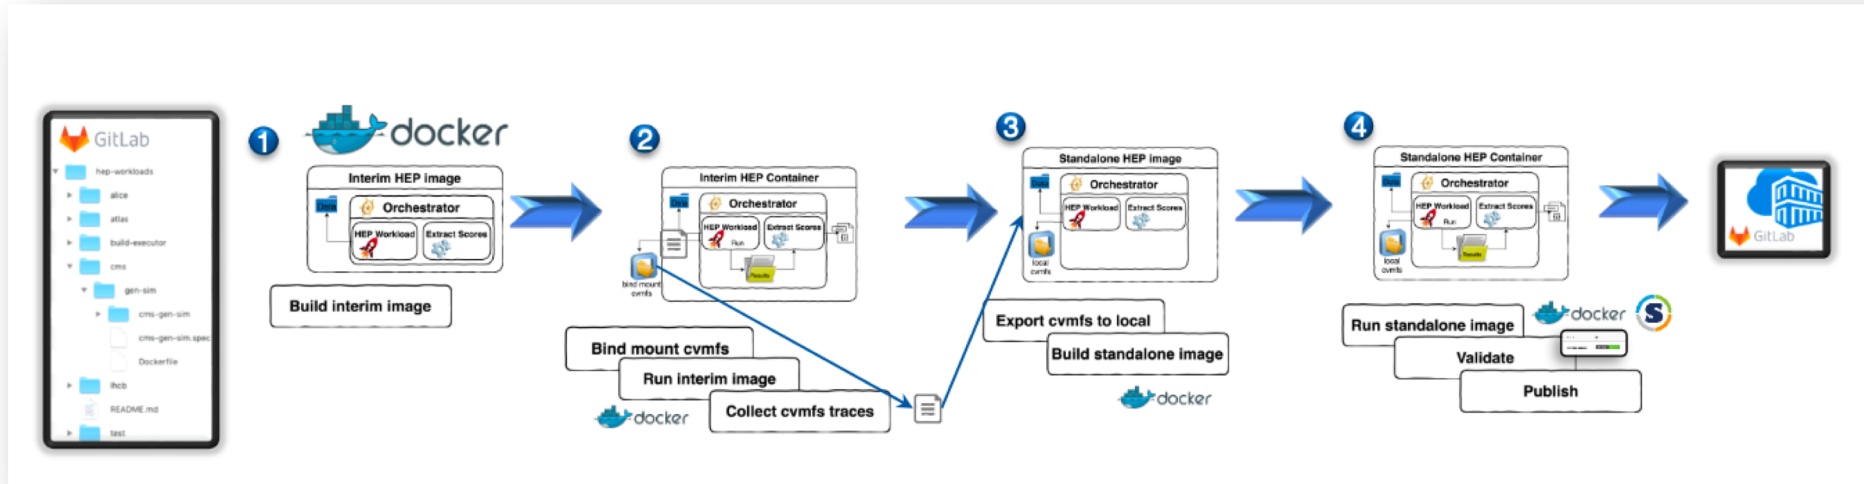 GitLab
hep-workloads
alice
atlas
build-executor
cms
gen-sim
cms-gen-sim
cms-gen-sim.spec
Dockerfile
lhcb
README.md
test
1
docker
Interim HEP image
Data
Orchestrator
HEP Workload
Extract Scores
Build interim image
2
Interim HEP Container
Data
Orchestrator
HEP Workload
Extract Scores
Run
Results
bind mount
cvmfs
Bind mount cvmfs
Run interim image
Collect cvmfs traces
docker
3
Standalone HEP image
Data
Orchestrator
HEP Workload
Extract Scores
local
cvmfs
Export cvmfs to local
Build standalone image
docker
4
Standalone HEP Container
Data
Orchestrator
HEP Workload
Extract Scores
Run
Results
local
cvmfs
Run standalone image
docker
S
Validate
Publish
GitLab